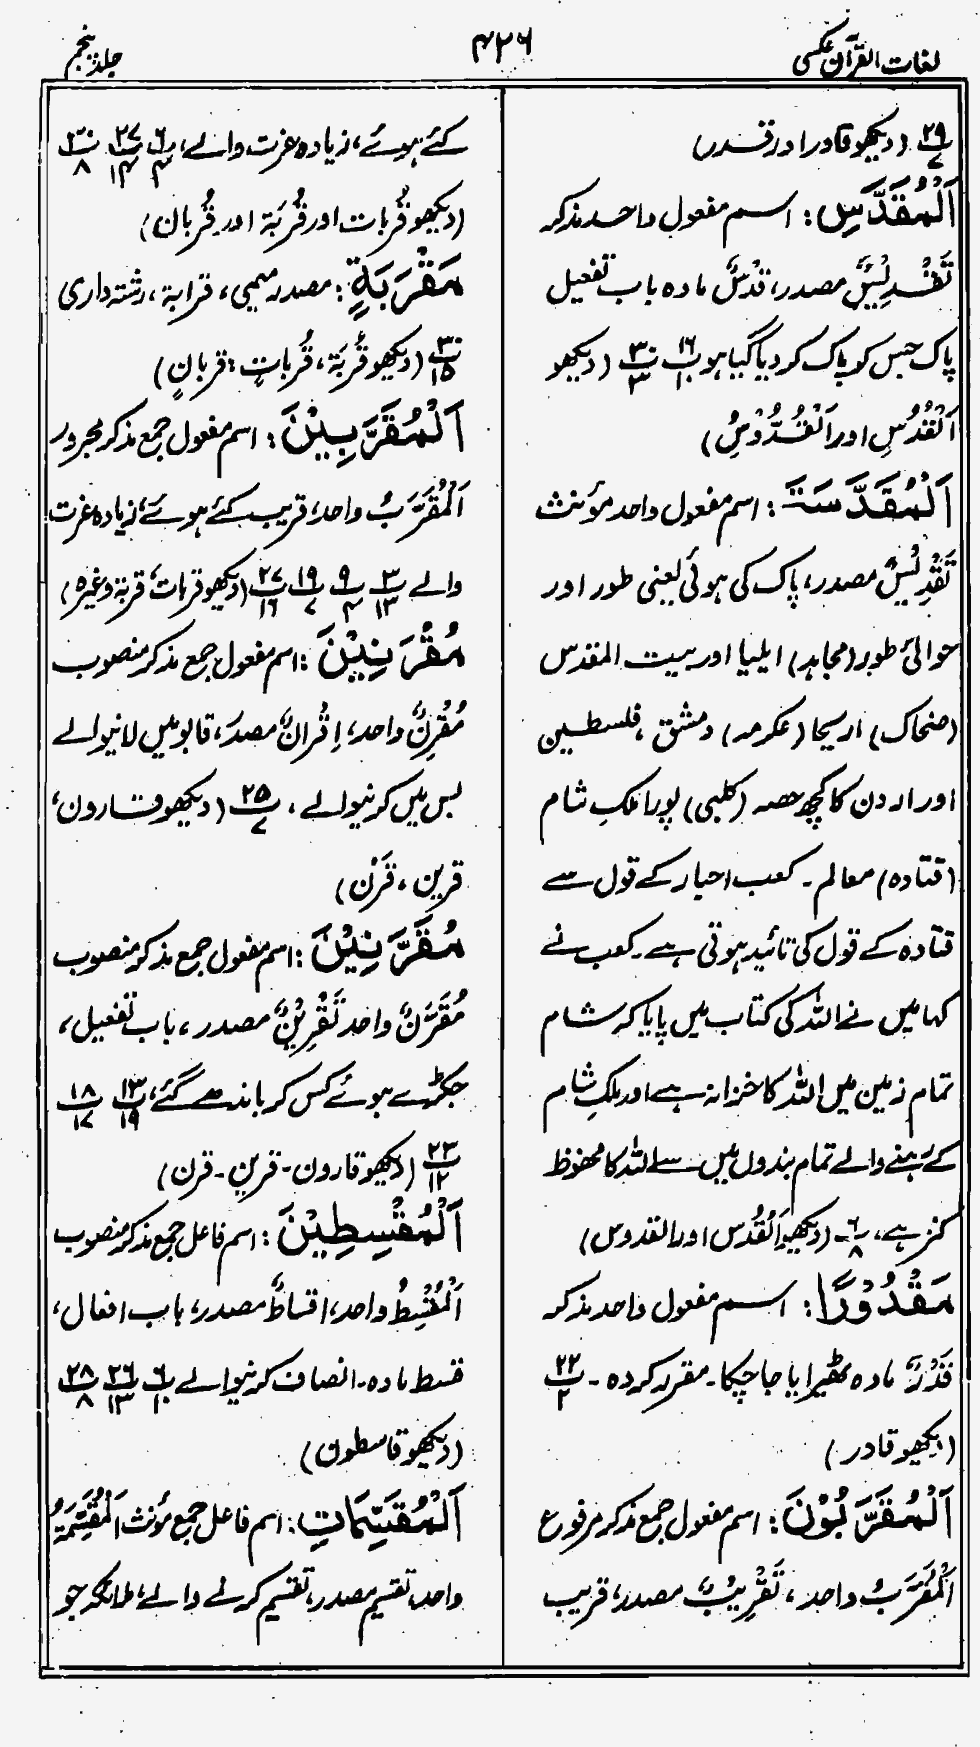 لغات القرآن عکسی
۴۲۶
جلد پنجم
۲۹/۷ (دیکھو قادر اور قدر)
اَلْمُقَدَّسِ: اسم مفعول واحد مذکر
تَقْدِیْسٌ مصدر، قُدْسٌ مادہ باب تفعیل
پاک جس کو پاک کر دیا گیا ہو ۱۶/۱۰ ۳۰/۳ (دیکھو
اَلْقُدُسِ اور اَلْقُدُّوْسُ)
اَلْمُقَدَّسَۃَ: اسم مفعول واحد مؤنث
تَقْدِیْسٌ مصدر، پاک کی ہوئی یعنی طور اور
حوالیٔ طور (مجاہد) ایلیا اور بیت المقدس
(ضحاک) اریحا (عکرمہ) دمشق، فلسطین
اور اردن کا کچھ حصہ (کلبی) پورا ملکِ شام
(قتادہ) معالم۔ کعب احبار کے قول سے
قتادہ کے قول کی تائید ہوتی ہے۔ کعب نے
کہا میں نے اللہ کی کتاب میں پایا کہ شام
تمام زمین میں اللہ کا خزانہ ہے اور ملکِ شام
کے رہنے والے تمام بندوں میں سے اللہ کا محفوظ
کنز ہے، ۶/۸۔ (دیکھو اَلْقُدُس اور القدوس)
مَقْدُوْرًا: اسم مفعول واحد مذکر
قَدْرٌ مادہ ٹھیرایا جا چکا۔ مقرر کردہ۔ ۲۲/۲
(دیکھو قادر)
اَلْمُقَرَّبُوْنَ: اسم مفعول جمع مذکر مرفوع
اَلْمُقَرَّبُ واحد، تَقْرِیْبٌ مصدر، قریب
کئے ہوئے، زیادہ عزت والے، ۶/۴ ۲۷/۱۴ ۳۰/۸
(دیکھو قُرُبات اور قُرْبَۃ اور قُربان)
مَقْرَبَۃٍ: مصدر میمی، قرابۃ، رشتہ داری
۳۰/۱۵ (دیکھو قُرْبَۃ، قُربات، قربان)
اَلْمُقَرَّبِیْنَ: اسم مفعول جمع مذکر مجرور
اَلْمُقَرَّبُ واحد، قریب کئے ہوئے، زیادہ عزت
والے ۳/۱۳ ۹/۴ ۱۹/۷ ۲۷/۱۶ (دیکھو قربات، قربۃ وغیرہ)
مُقْرَنِیْنَ: اسم مفعول جمع مذکر منصوب
مُقْرِنٌ واحد، اِقْرانٌ مصدر، قابو میں لانیوالے
بس میں کرنیوالے، ۲۵/۷ (دیکھو قارون،
قرین، قَرْن)
مُقَرَّنِیْنَ: اسم مفعول جمع مذکر منصوب
مُقَرَّنٌ واحد تَقْرِیْنٌ مصدر، باب تفعیل،
جکڑے ہوئے کس کر باندھے گئے، ۱۳/۱۹ ۱۸/۱۷
۲۳/۱۲ (دیکھو قارون۔ قرین۔ قرن)
اَلْمُقْسِطِیْنَ: اسم فاعل جمع مذکر منصوب
اَلْمُقْسِطُ واحد، اقساطٌ مصدر، باب افعال،
قسط مادہ۔ انصاف کرنیوالے ۶/۱۰ ۲۶/۱۳ ۲۸/۸
(دیکھو قاسطون)
اَلْمُقَسِّمَاتِ: اسم فاعل جمع مؤنث اَلْمُقَسِّمَۃُ
واحد، تقسیم مصدر، تقسیم کرنے والے، ملائکہ جو